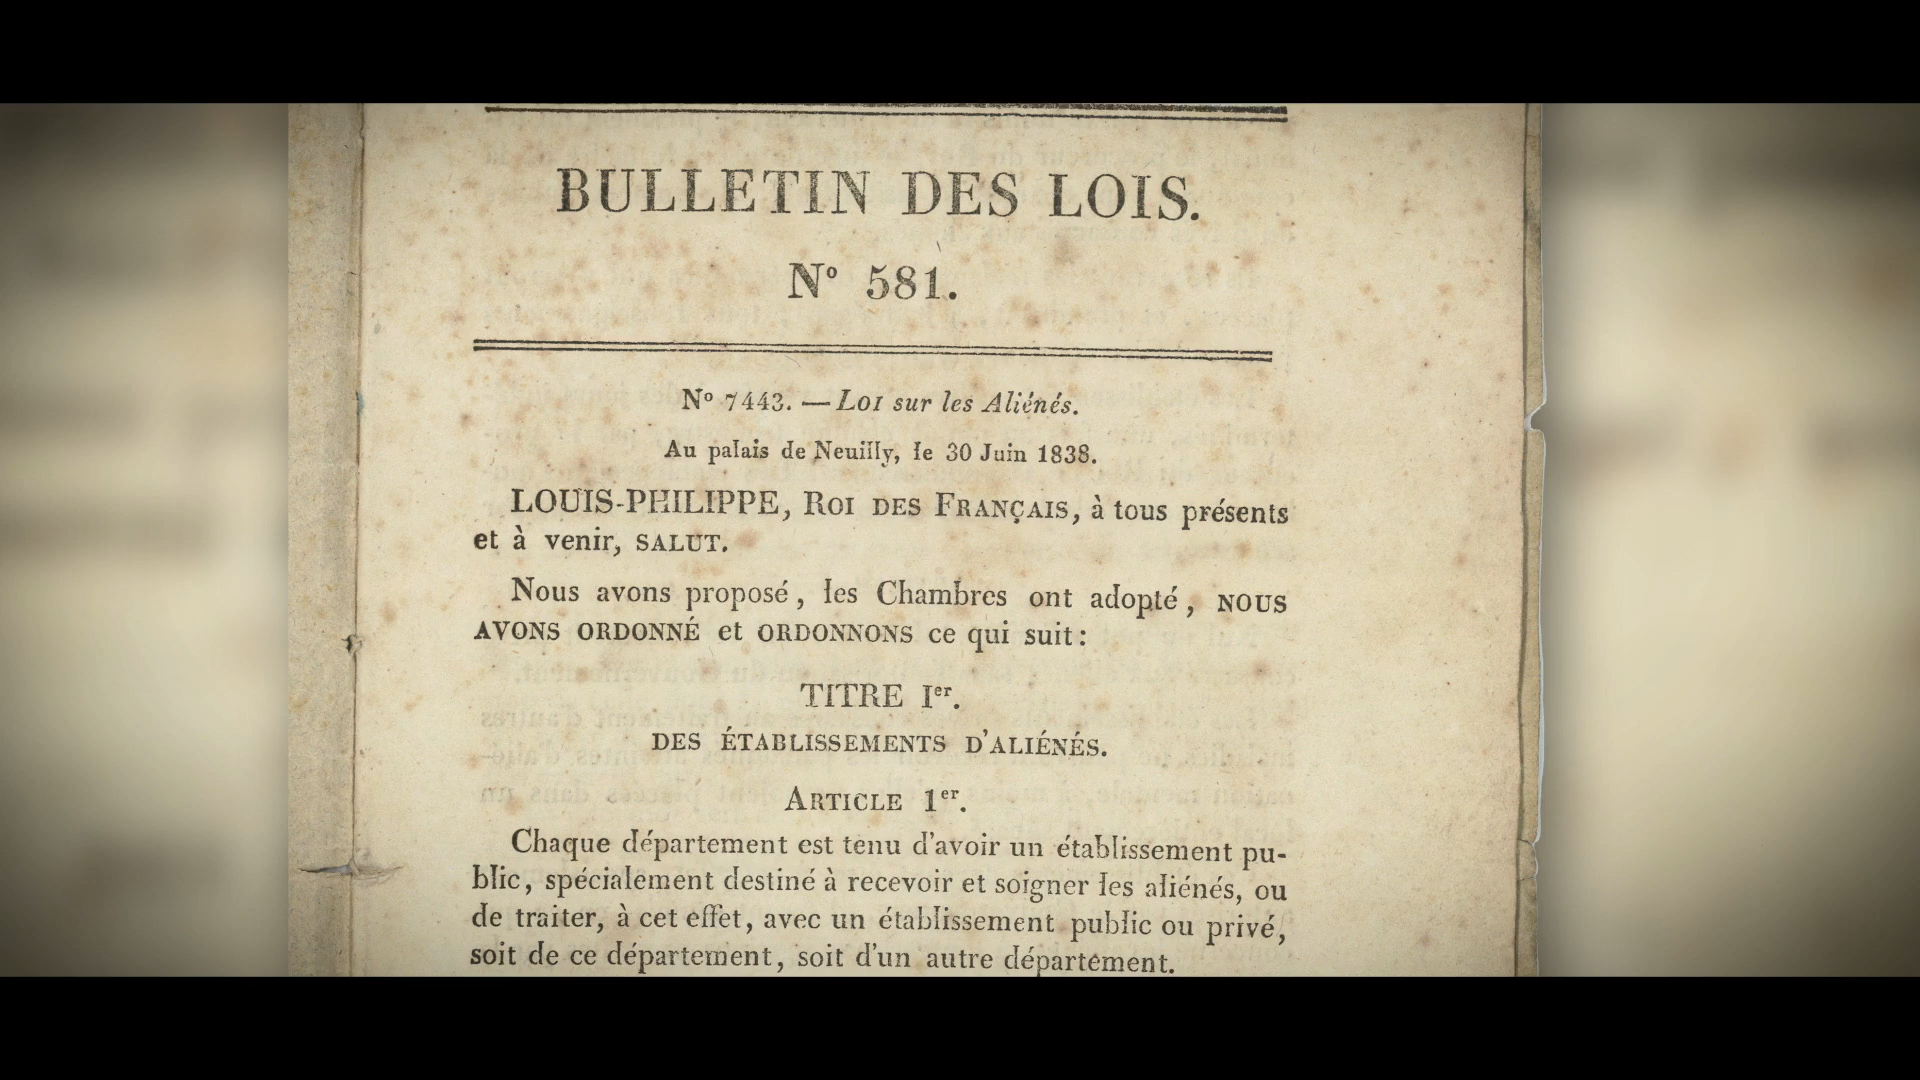 BULLETIN DES LOIS.
N° 581.
N° 7443. — LOI sur les Aliénés.
Au palais de Neuilly, le 30 Juin 1838.
LOUIS-PHILIPPE, ROI DES FRANÇAIS, à tous présents
et à venir, SALUT.
Nous avons proposé, les Chambres ont adopté, NOUS
AVONS ORDONNÉ et ORDONNONS ce qui suit:
TITRE Ier.
DES ÉTABLISSEMENTS D'ALIÉNÉS.
ARTICLE 1er.
Chaque département est tenu d'avoir un établissement pu-
blic, spécialement destiné à recevoir et soigner les aliénés, ou
de traiter, à cet effet, avec un établissement public ou privé,
soit de ce département, soit d'un autre département.